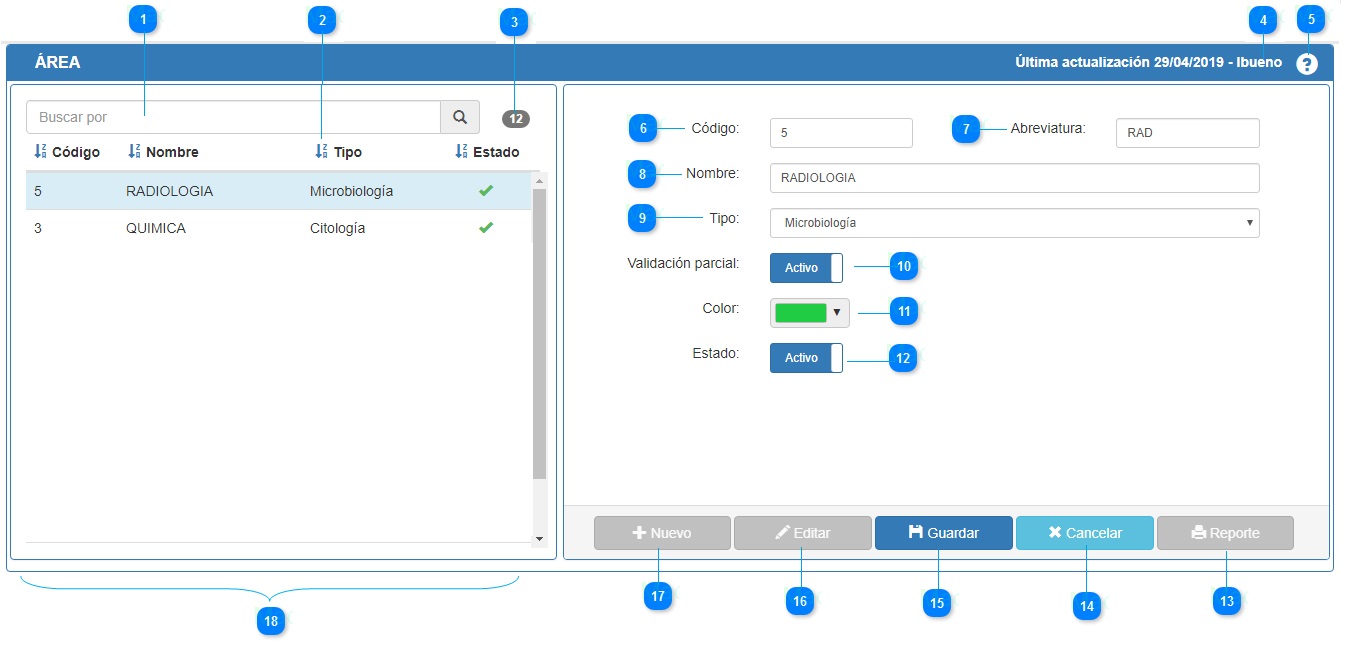 1 2 3 4 5
ÁREA Última actualización 29/04/2019 - lbueno ?
Buscar por 12
Código Nombre Tipo Estado
5 RADIOLOGIA Microbiología
3 QUIMICA Citología
6 Código: 5 7 Abreviatura: RAD
8 Nombre: RADIOLOGIA
9 Tipo: Microbiología
Validación parcial: Activo 10
Color: 11
Estado: Activo 12
Nuevo Editar Guardar Cancelar Reporte
17 16 15 14 13
18